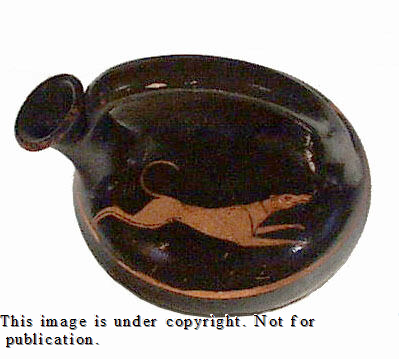 This image is under copyright. Not for
publication.